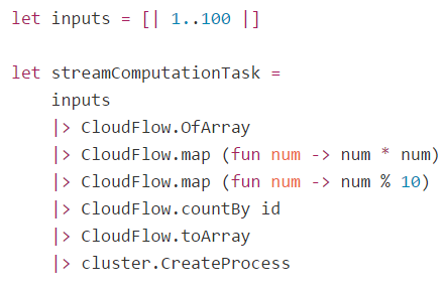 let inputs = [| 1..100 |]
let streamComputationTask =
    inputs
    |> CloudFlow.OfArray
    |> CloudFlow.map (fun num -> num * num)
    |> CloudFlow.map (fun num -> num % 10)
    |> CloudFlow.countBy id
    |> CloudFlow.toArray
    |> cluster.CreateProcess